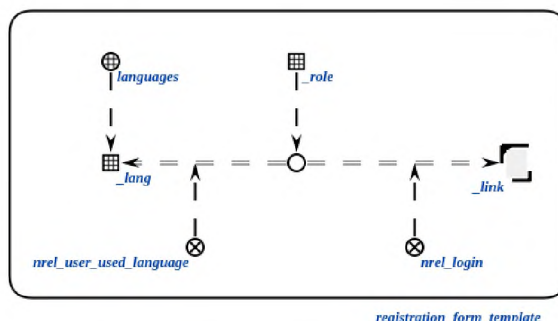 languages
_role
_lang
_link
nrel_user_used_language
nrel_login
registration_form_template